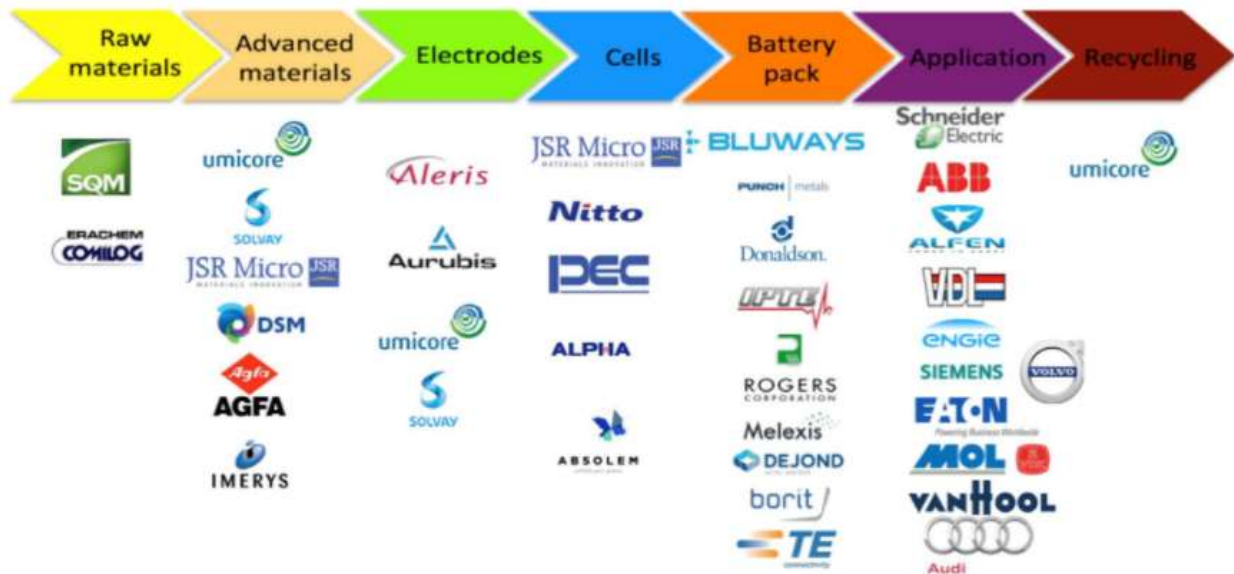 Raw
materials
Advanced
materials
Electrodes
Cells
Battery
pack
Application
Recycling
SQM
ERACHEM
COMILOG
umicore
SOLVAY
JSR Micro JSR
MATERIALS INNOVATION
DSM
Agfa
AGFA
IMERYS
Aleris
Aurubis
umicore
SOLVAY
JSR Micro JSR
MATERIALS INNOVATION
Nitto
PEC
ALPHA
ABSOLEM
BLUWAYS
PUNCH metals
Donaldson.
IPTE
ROGERS
CORPORATION
Melexis
DEJOND
borit
TE
connectivity
Schneider
Electric
ABB
ALFEN
VDL
ENGIE
SIEMENS
VOLVO
EATON
Powering Business Worldwide
MOL
VANHOOL
Audi
umicore